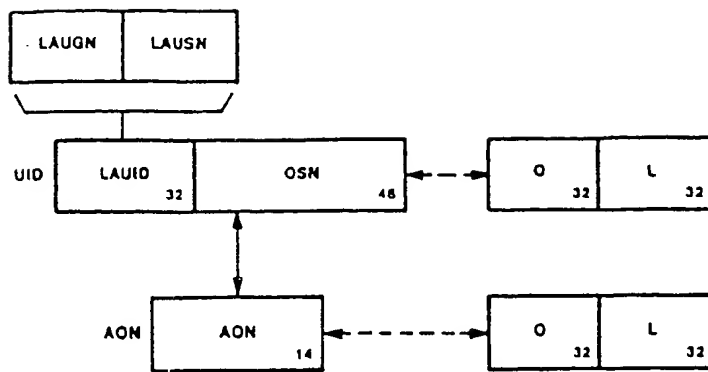 LAUGN LAUSN
UID LAUID 32 OSN 48 O 32 L 32
AON AON 14 O 32 L 32